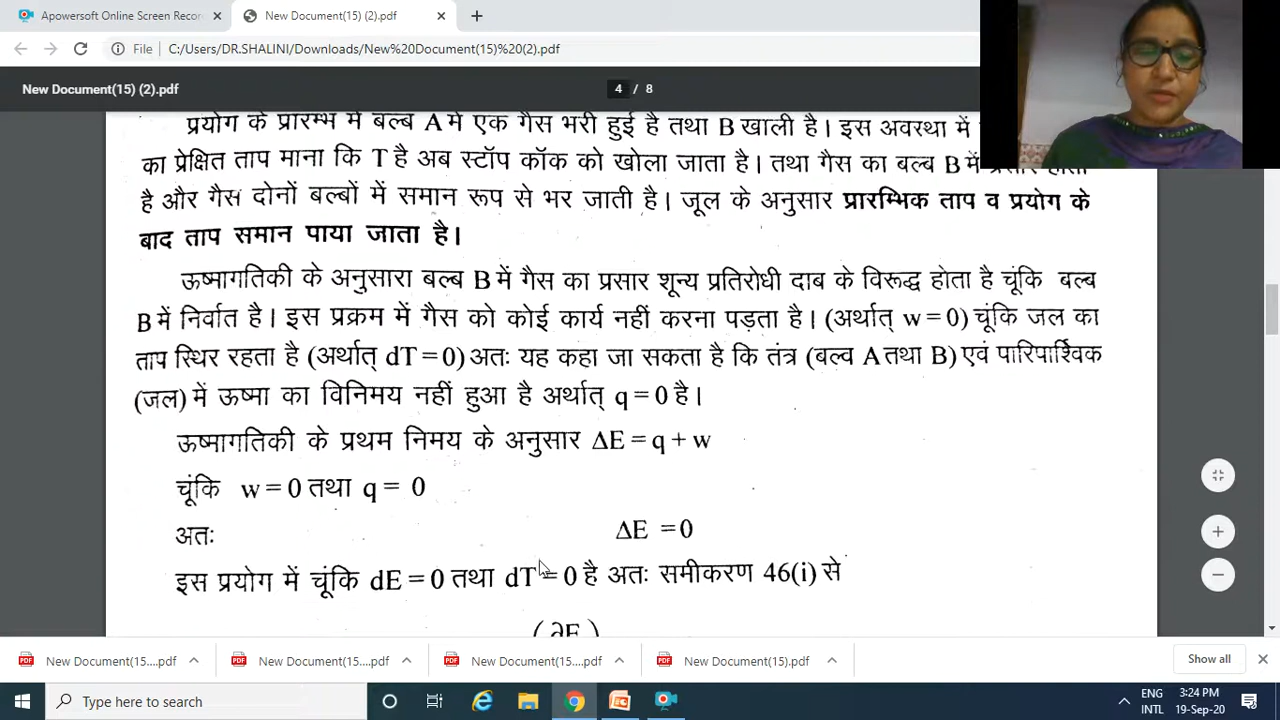 Apowersoft Online Screen Recor
New Document(15) (2).pdf
File
C:/Users/DR.SHALINI/Downloads/New%20Document(15)%20(2).pdf
New Document(15) (2).pdf
4 / 8
प्रयोग के प्रारम्भ में बल्ब A में एक गैस भरी हुई है तथा B खाली है। इस अवस्था में
का प्रेक्षित ताप माना कि T है अब स्टॉप कॉक को खोला जाता है। तथा गैस का बल्ब B में
है और गैस दोनों बल्बों में समान रूप से भर जाती है। जूल के अनुसार प्रारम्भिक ताप व प्रयोग के
बाद ताप समान पाया जाता है।
ऊष्मागतिकी के अनुसारा बल्ब B में गैस का प्रसार शून्य प्रतिरोधी दाब के विरूद्ध होता है चूंकि बल्ब
B में निर्वात है। इस प्रक्रम में गैस को कोई कार्य नहीं करना पड़ता है। (अर्थात् w = 0) चूंकि जल का
ताप स्थिर रहता है (अर्थात् dT = 0) अतः यह कहा जा सकता है कि तंत्र (बल्व A तथा B) एवं पारिपार्श्विक
(जल) में ऊष्मा का विनिमय नहीं हुआ है अर्थात् q = 0 है।
ऊष्मागतिकी के प्रथम निमय के अनुसार ΔE = q + w
चूंकि w = 0 तथा q = 0
अतः ΔE = 0
इस प्रयोग में चूंकि dE = 0 तथा dT = 0 है अतः समीकरण 46(i) से
New Document(15....pdf
New Document(15....pdf
New Document(15....pdf
New Document(15).pdf
Show all
Type here to search
ENG
INTL
3:24 PM
19-Sep-20